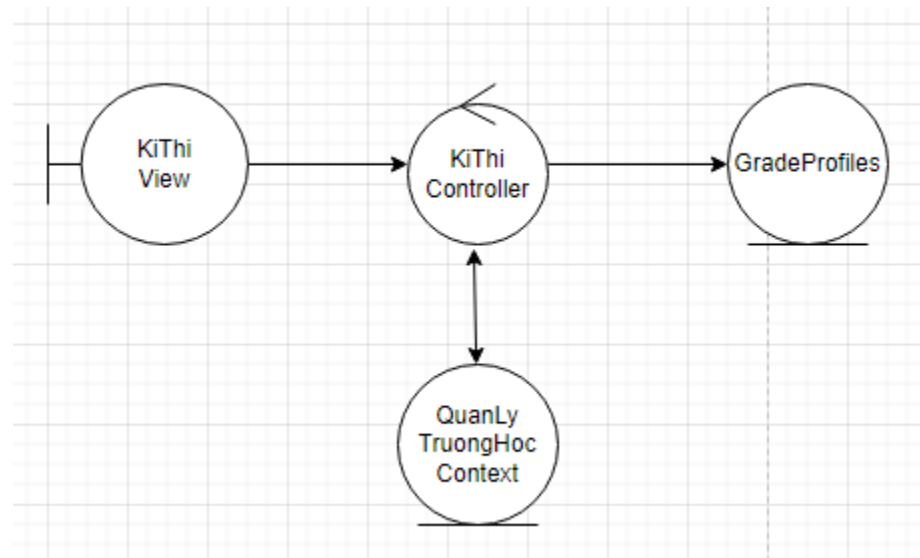 KiThi
View
KiThi
Controller
GradeProfiles
QuanLy
TruongHoc
Context